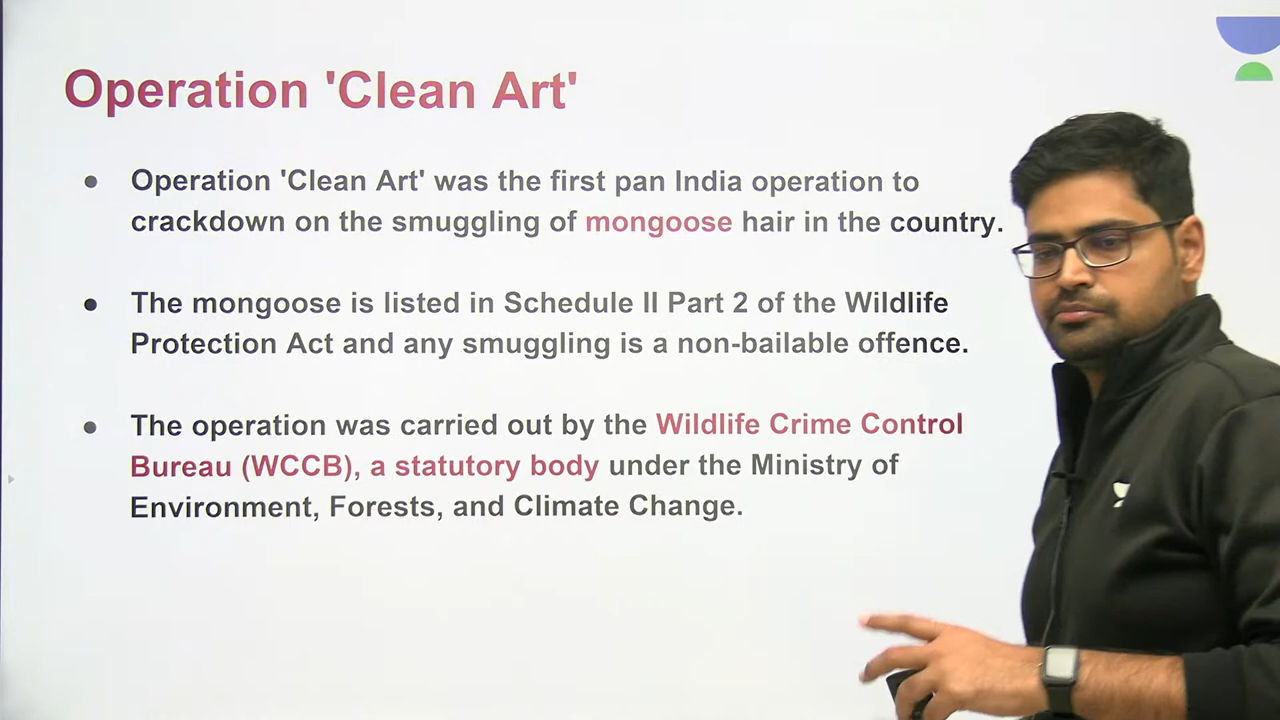 Operation 'Clean Art'
● Operation 'Clean Art' was the first pan India operation to
crackdown on the smuggling of mongoose hair in the country.
● The mongoose is listed in Schedule II Part 2 of the Wildlife
Protection Act and any smuggling is a non-bailable offence.
● The operation was carried out by the Wildlife Crime Control
Bureau (WCCB), a statutory body under the Ministry of
Environment, Forests, and Climate Change.